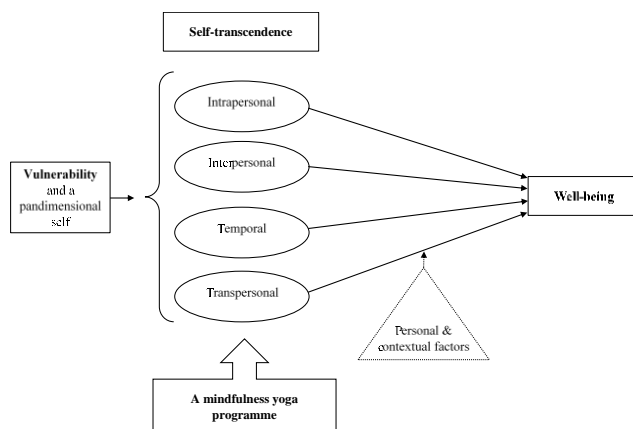 Self-transcendence
Intrapersonal
Interpersonal
Vulnerability
and a
pandimensional
self
Well-being
Temporal
Transpersonal
Personal &
contextual factors
A mindfulness yoga
programme